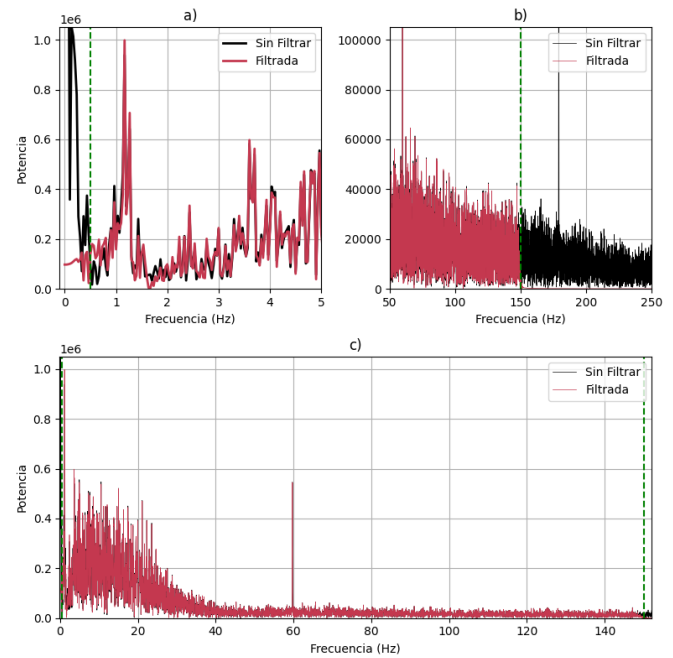 a)
1e6
1.0
0.8
0.6
0.4
0.2
0.0
Potencia
0
1
2
3
4
5
Frecuencia (Hz)
Sin Filtrar
Filtrada
b)
100000
80000
60000
40000
20000
0
50
100
150
200
250
Frecuencia (Hz)
Sin Filtrar
Filtrada
c)
1e6
1.0
0.8
0.6
0.4
0.2
0.0
Potencia
0
20
40
60
80
100
120
140
Frecuencia (Hz)
Sin Filtrar
Filtrada